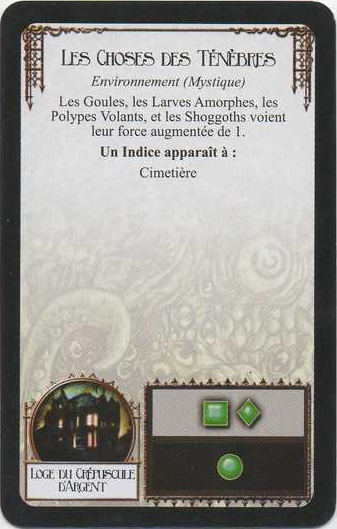 Les Choses des Ténèbres
Environnement (Mystique)
Les Goules, les Larves Amorphes, les
Polypes Volants, et les Shoggoths voient
leur force augmentée de 1.
Un Indice apparaît à :
Cimetière
Loge du Crépuscule
d'Argent